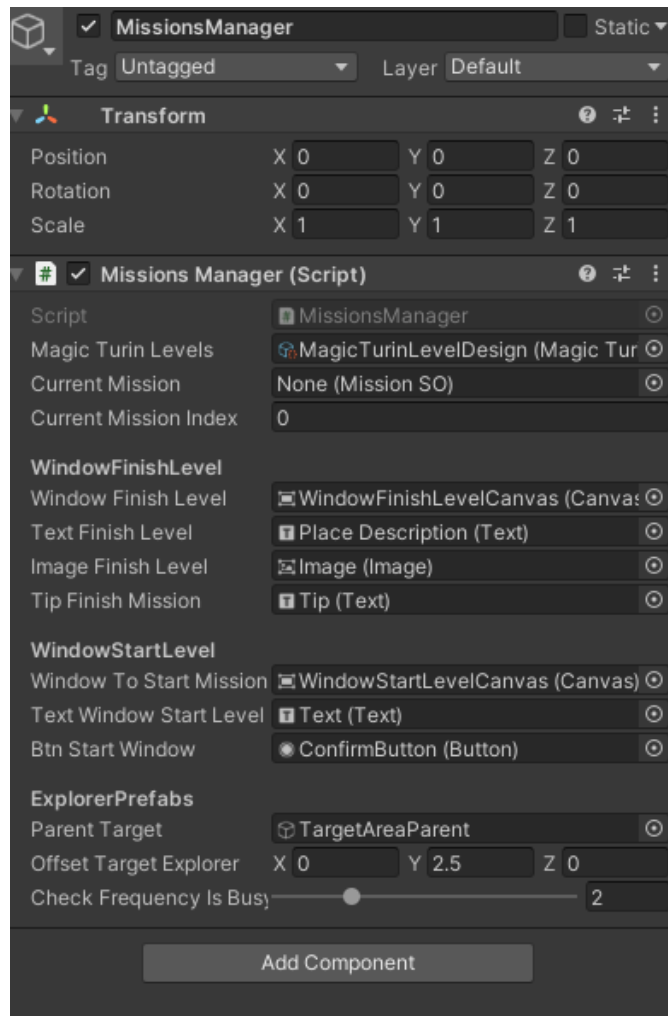 MissionsManager Static
Tag Untagged Layer Default
Transform
Position X 0 Y 0 Z 0
Rotation X 0 Y 0 Z 0
Scale X 1 Y 1 Z 1
# Missions Manager (Script)
Script MissionsManager
Magic Turin Levels MagicTurinLevelDesign (Magic Tur
Current Mission None (Mission SO)
Current Mission Index 0
WindowFinishLevel
Window Finish Level WindowFinishLevelCanvas (Canvas
Text Finish Level Place Description (Text)
Image Finish Level Image (Image)
Tip Finish Mission Tip (Text)
WindowStartLevel
Window To Start Mission WindowStartLevelCanvas (Canvas)
Text Window Start Level Text (Text)
Btn Start Window ConfirmButton (Button)
ExplorerPrefabs
Parent Target TargetAreaParent
Offset Target Explorer X 0 Y 2.5 Z 0
Check Frequency Is Busy 2
Add Component